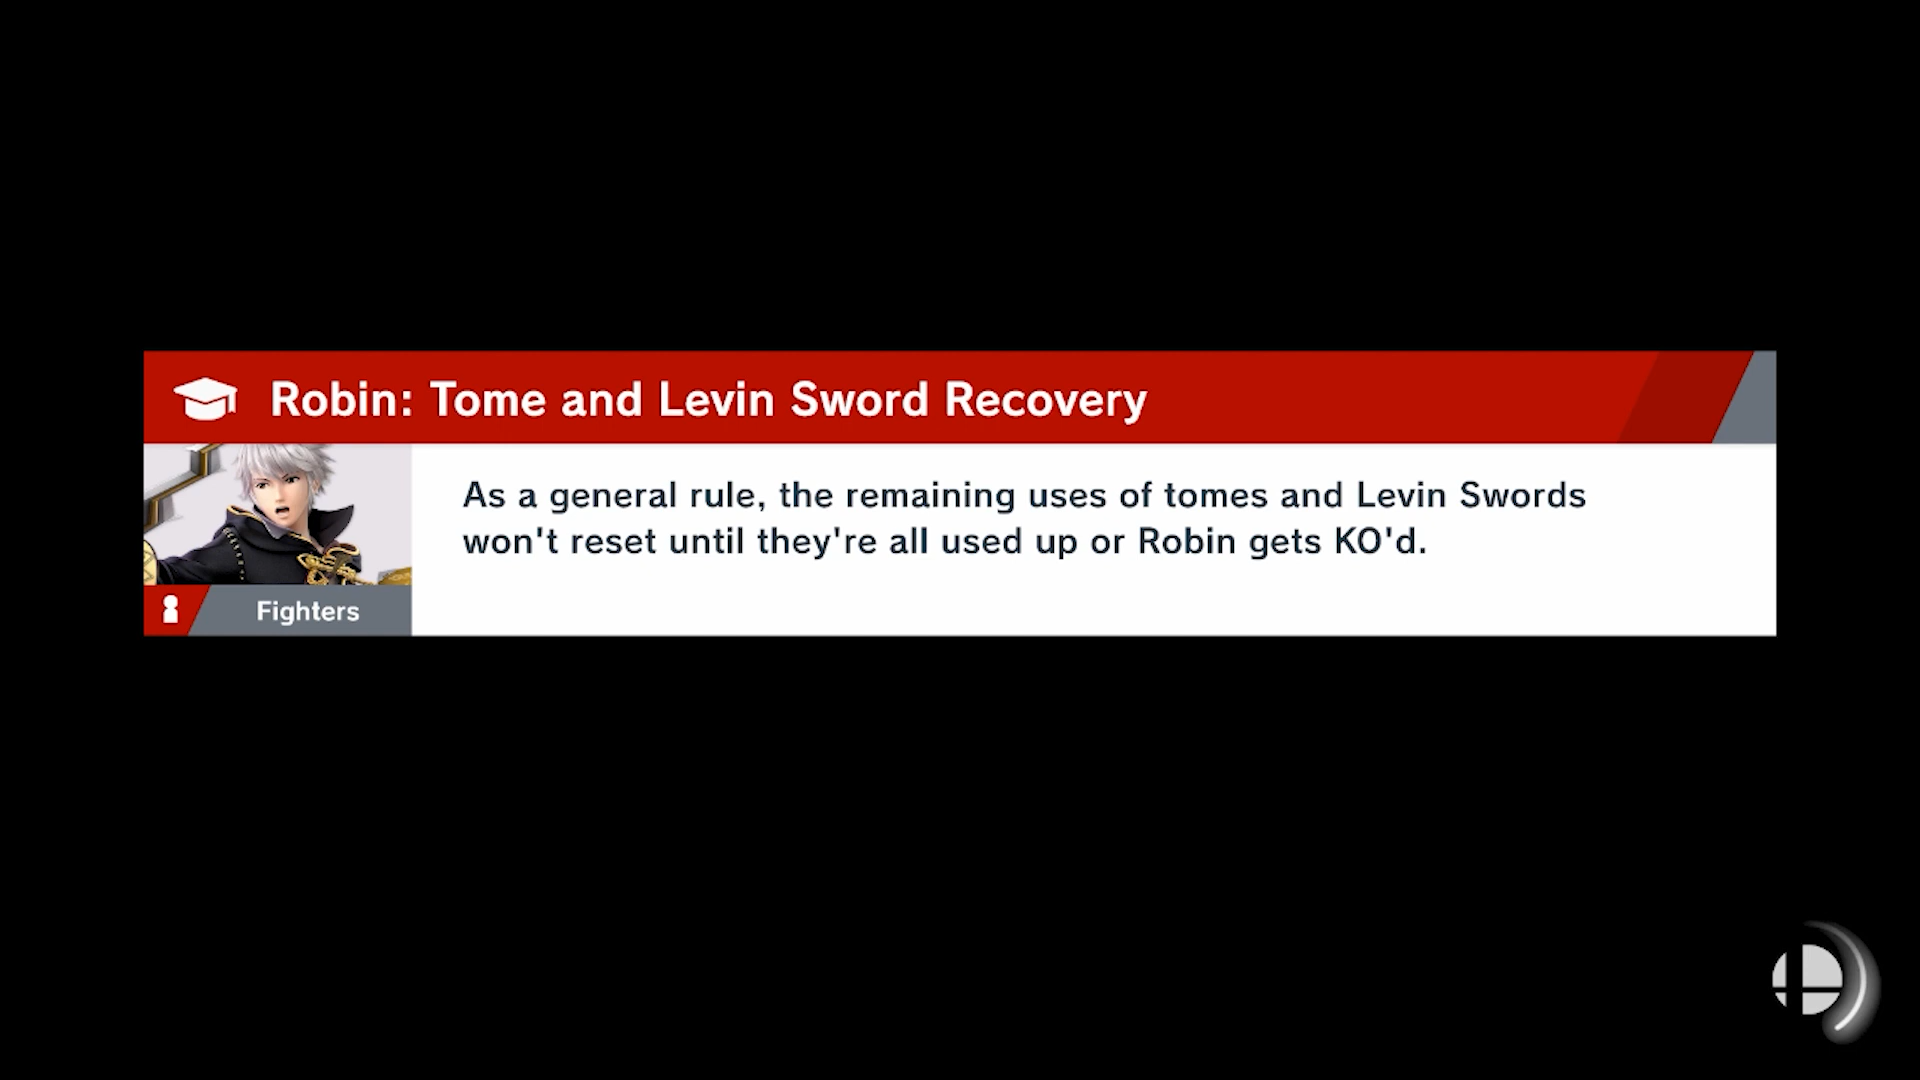 Robin: Tome and Levin Sword Recovery
As a general rule, the remaining uses of tomes and Levin Swords
won't reset until they're all used up or Robin gets KO'd.
Fighters